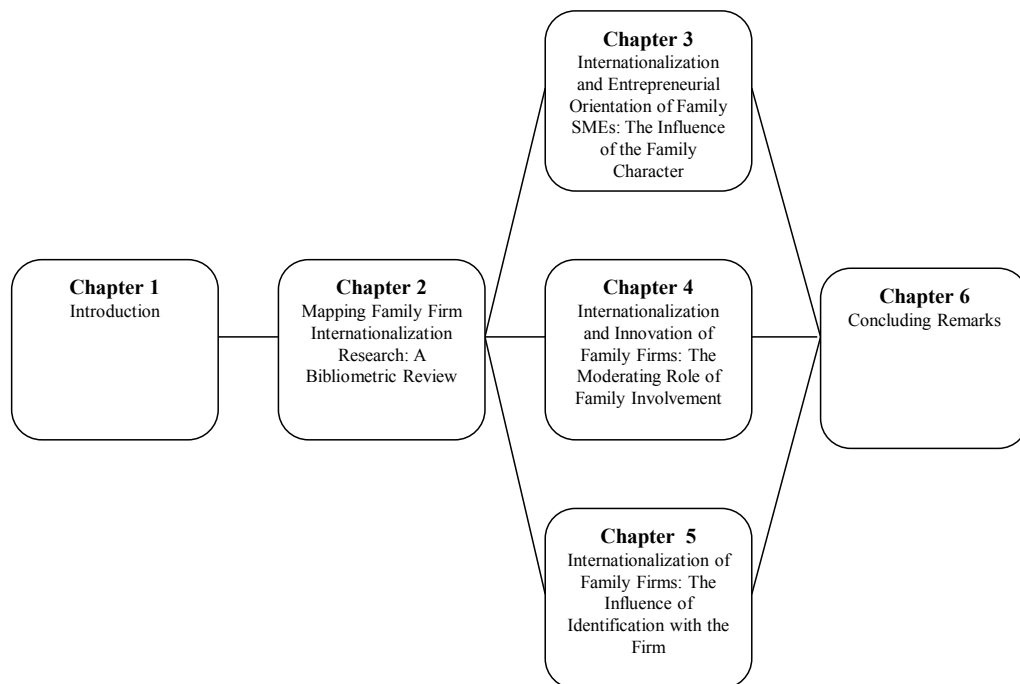 Chapter 1
Introduction
Chapter 2
Mapping Family Firm
Internationalization
Research: A
Bibliometric Review
Chapter 3
Internationalization
and Entrepreneurial
Orientation of Family
SMEs: The Influence
of the Family
Character
Chapter 4
Internationalization
and Innovation of
Family Firms: The
Moderating Role of
Family Involvement
Chapter 5
Internationalization of
Family Firms: The
Influence of
Identification with the
Firm
Chapter 6
Concluding Remarks